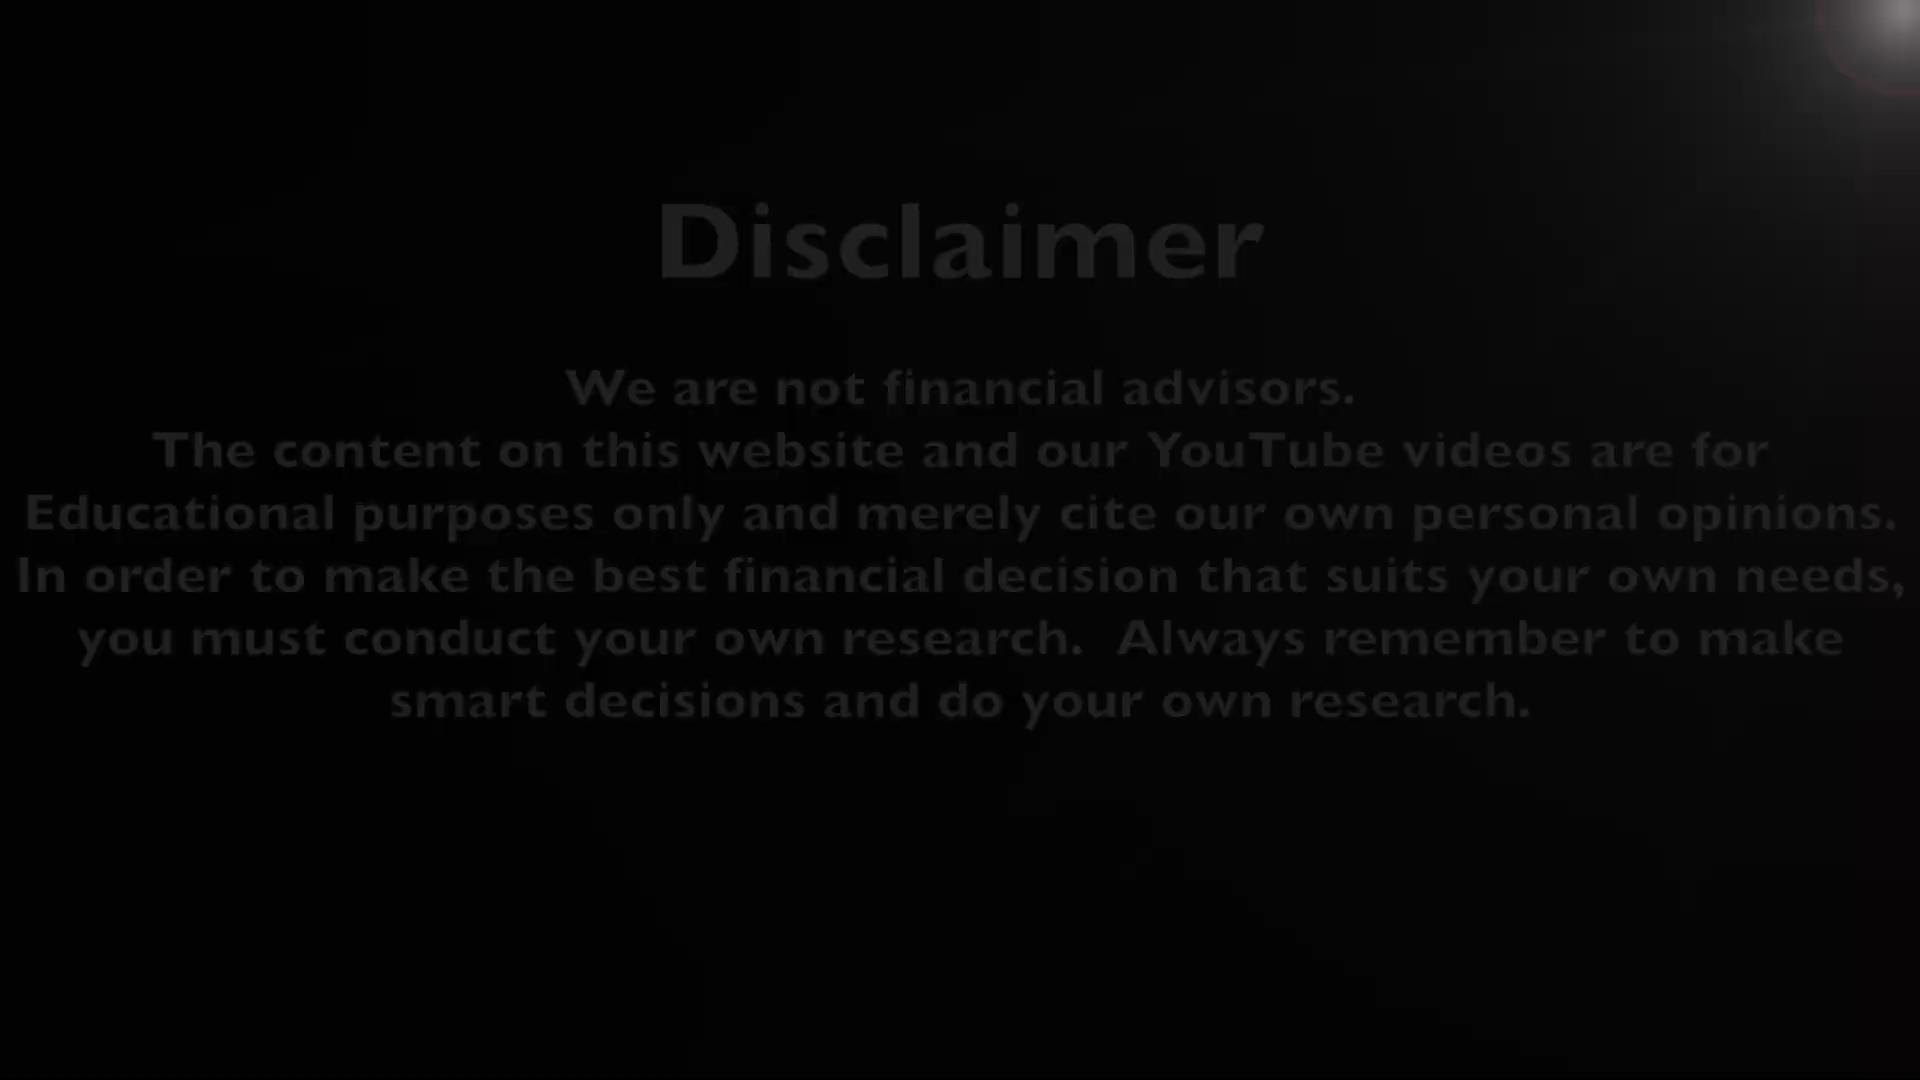 Disclaimer
We are not financial advisors.
The content on this website and our YouTube videos are for
Educational purposes only and merely cite our own personal opinions.
In order to make the best financial decision that suits your own needs,
you must conduct your own research.  Always remember to make
smart decisions and do your own research.